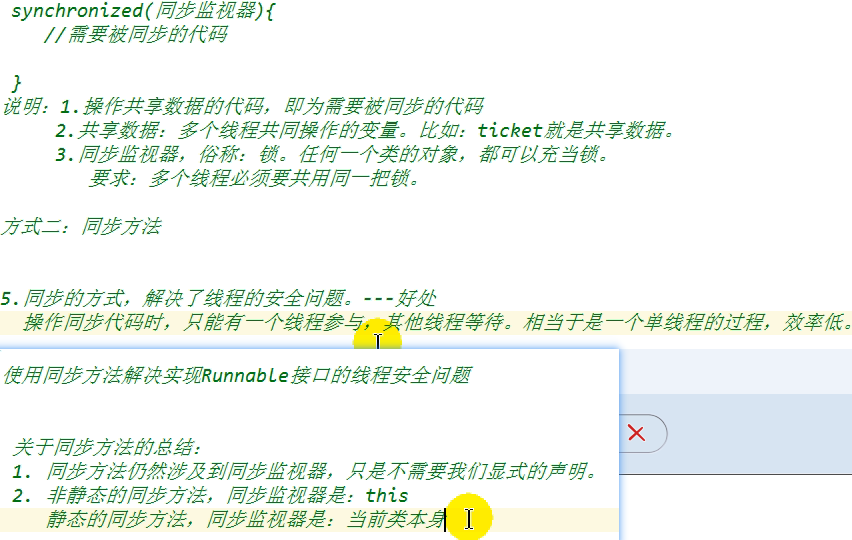 synchronized(同步监视器){
//需要被同步的代码
}
说明：1.操作共享数据的代码，即为需要被同步的代码
2.共享数据：多个线程共同操作的变量。比如：ticket就是共享数据。
3.同步监视器，俗称：锁。任何一个类的对象，都可以充当锁。
要求：多个线程必须要共用同一把锁。
方式二：同步方法
5.同步的方式，解决了线程的安全问题。---好处
操作同步代码时，只能有一个线程参与，其他线程等待。相当于是一个单线程的过程，效率低。
使用同步方法解决实现Runnable接口的线程安全问题
关于同步方法的总结：
1. 同步方法仍然涉及到同步监视器，只是不需要我们显式的声明。
2. 非静态的同步方法，同步监视器是：this
静态的同步方法，同步监视器是：当前类本身